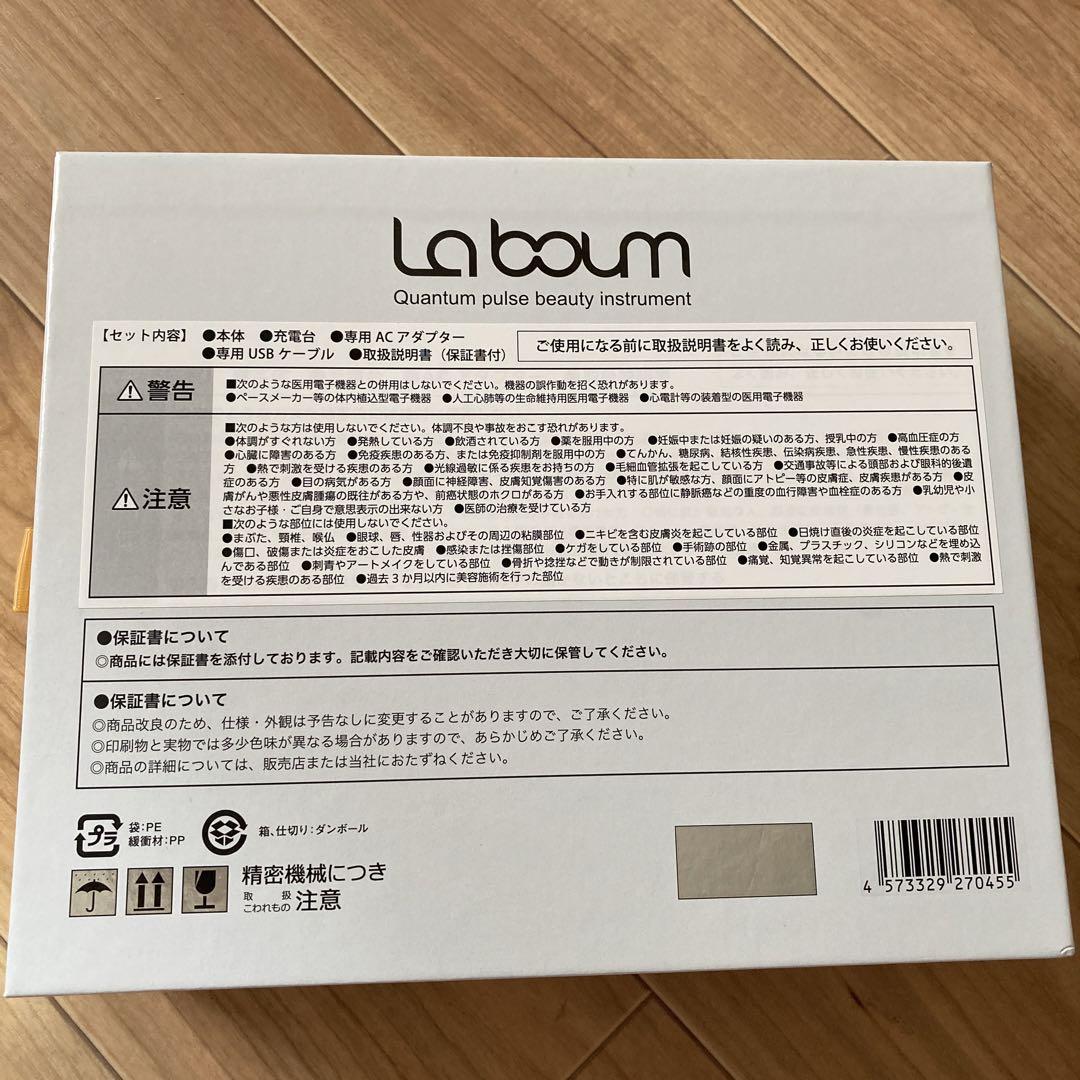 La boum
Quantum pulse beauty instrument
【セット内容】 ●本体 ●充電台 ●専用 AC アダプター
●専用 USB ケーブル ●取扱説明書（保証書付）
ご使用になる前に取扱説明書をよく読み、正しくお使いください。
⚠警告
■次のような医用電子機器との併用はしないでください。機器の誤作動を招く恐れがあります。
●ペースメーカー等の体内植込型電子機器 ●人工心肺等の生命維持用医用電子機器 ●心電計等の装着型の医用電子機器
⚠注意
■次のような方は使用しないでください。体調不良や事故をおこす恐れがあります。
●体調がすぐれない方 ●発熱している方 ●飲酒されている方 ●薬を服用中の方 ●妊娠中または妊娠の疑いのある方、授乳中の方 ●高血圧症の方
●心臓に障害のある方 ●免疫疾患のある、または免疫抑制剤を服用中の方 ●てんかん、糖尿病、結核性疾患、伝染病疾患、急性疾患、慢性疾患のある
方 ●熱で刺激を受ける疾患のある方 ●光線過敏に係る疾患をお持ちの方 ●毛細血管拡張を起こしている方 ●交通事故等による頭部および眼科的後遺
症のある方 ●目の病気がある方 ●顔面に神経障害、皮膚知覚傷害のある方 ●特に肌が敏感な方、顔面にアトピー等の皮膚症、皮膚疾患がある方 ●皮
膚がんや悪性皮膚腫瘍の既往がある方や、前癌状態のホクロがある方 ●お手入れする部位に静脈癌などの重度の血行障害や血栓症のある方 ●乳幼児や小
さなお子様・ご自身で意思表示の出来ない方 ●医師の治療を受けている方
■次のような部位には使用しないでください。
●まぶた、頸椎、喉仏 ●眼球、唇、性器およびその周辺の粘膜部位 ●ニキビを含む皮膚炎を起こしている部位 ●日焼け直後の炎症を起こしている部位
●傷口、破傷または炎症をおこした皮膚 ●感染または挫傷部位 ●ケガをしている部位 ●手術跡の部位 ●金属、プラスチック、シリコンなどを埋め込
んである部位 ●刺青やアートメイクをしている部位 ●骨折や捻挫などで動きが制限されている部位 ●痛覚、知覚異常を起こしている部位 ●熱で刺激
を受ける疾患のある部位 ●過去 3 か月以内に美容施術を行った部位
●保証書について
◎商品には保証書を添付しております。記載内容をご確認いただき大切に保管してください。
●保証書について
◎商品改良のため、仕様・外観は予告なしに変更することがありますので、ご了承ください。
◎印刷物と実物では多少色味が異なる場合がありますので、あらかじめご了承ください。
◎商品の詳細については、販売店または当社におたずねください。
プラ
袋:PE
緩衝材:PP
箱、仕切り:ダンボール
精密機械につき
取扱
こわれもの
注意
4 573329 270455